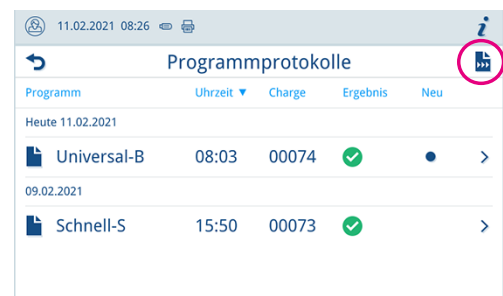 11.02.2021 08:26 i
Programmprotokolle
Programm Uhrzeit ▼ Charge Ergebnis Neu
Heute 11.02.2021
Universal-B 08:03 00074
09.02.2021
Schnell-S 15:50 00073